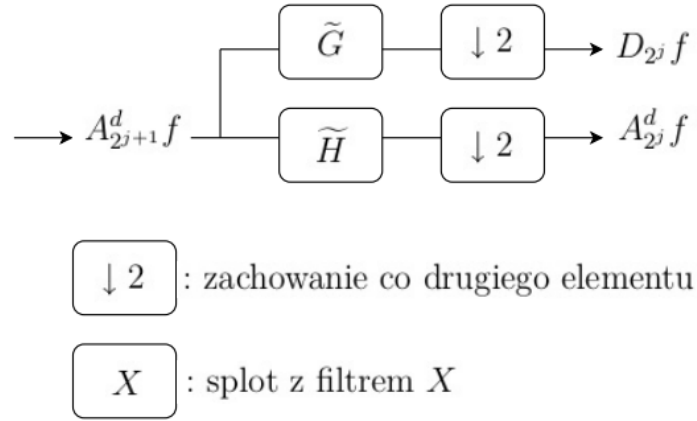 G̃ ↓ 2 D_{2^j} f
A^d_{2^{j+1}} f H̃ ↓ 2 A^d_{2^j} f
↓ 2 : zachowanie co drugiego elementu
X : splot z filtrem X